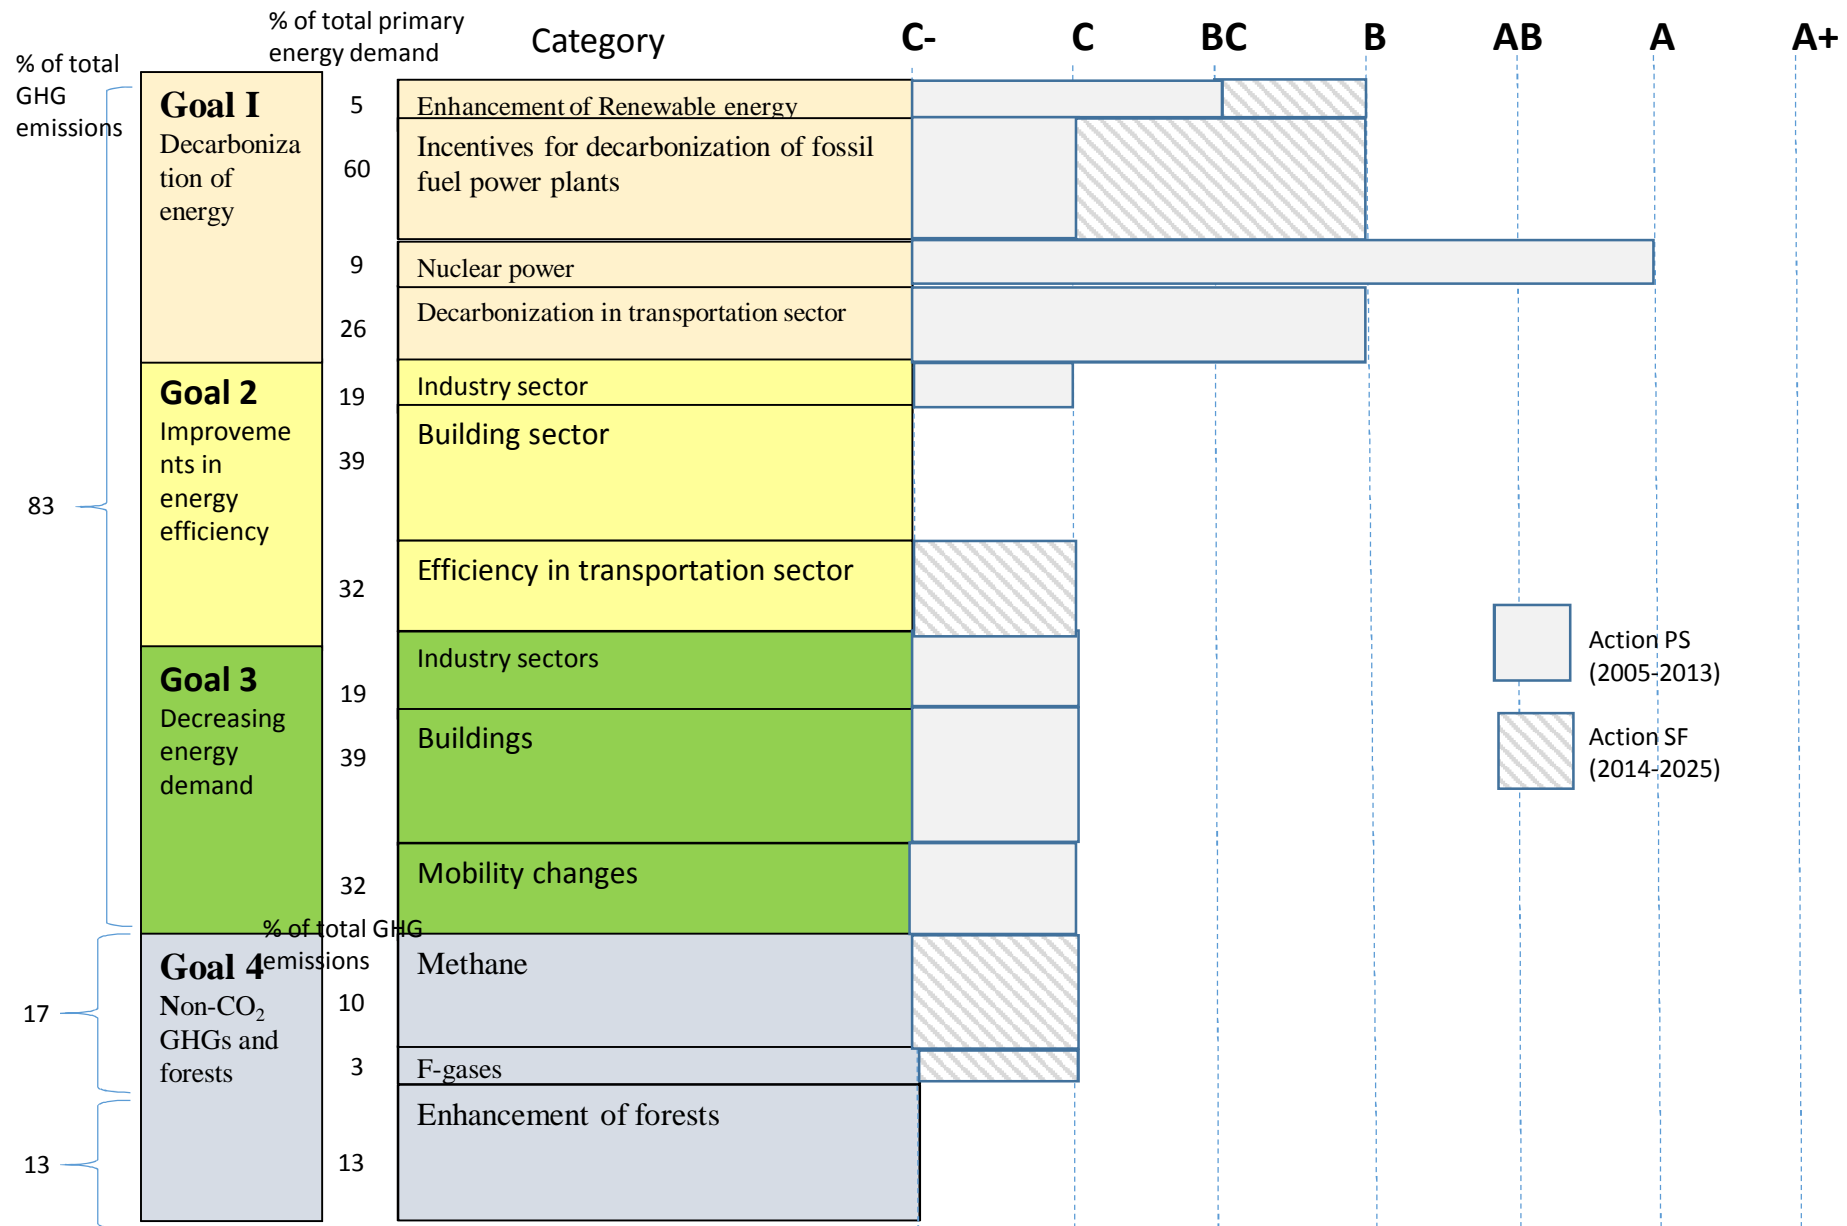 % of total primary
energy demand
Category
C-
C
BC
B
AB
A
A+
% of total
GHG
emissions
Goal I
Decarboniza
tion of
energy
5
Enhancement of Renewable energy
60
Incentives for decarbonization of fossil
fuel power plants
9
Nuclear power
26
Decarbonization in transportation sector
Goal 2
Improveme
nts in
energy
efficiency
19
Industry sector
39
Building sector
32
Efficiency in transportation sector
83
Goal 3
Decreasing
energy
demand
19
Industry sectors
39
Buildings
32
Mobility changes
Action PS
(2005-2013)
Action SF
(2014-2025)
% of total GHG
emissions
Goal 4
Non-CO₂
GHGs and
forests
17
10
Methane
3
F-gases
13
13
Enhancement of forests